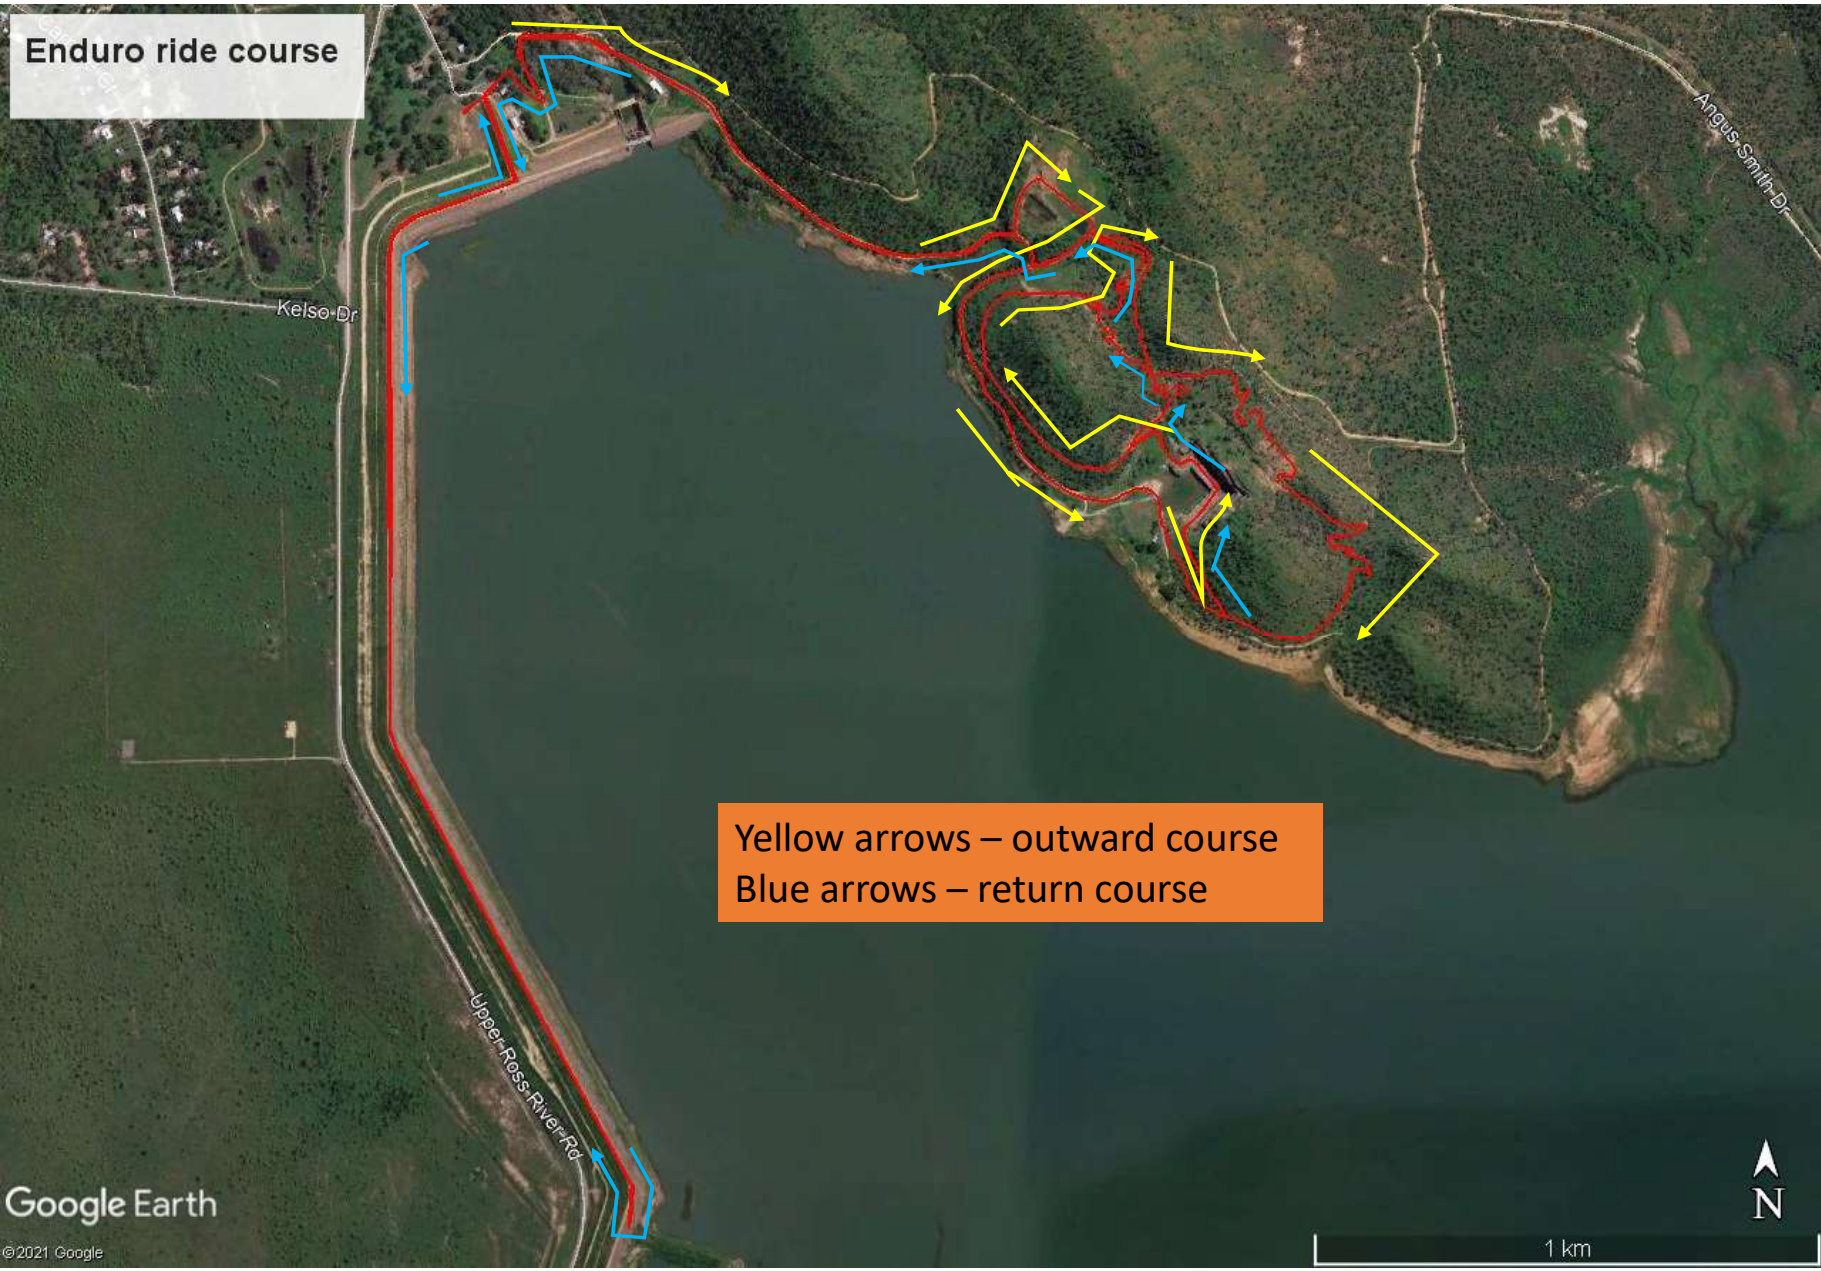 Enduro ride course
Angus Smith Dr
Kelso Dr
Yellow arrows – outward course
Blue arrows – return course
Upper Ross River Rd
N
Google Earth
©2021 Google
1 km